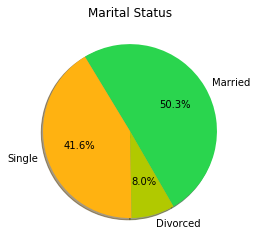 Marital Status
Married
50.3%
41.6%
Single
8.0%
Divorced